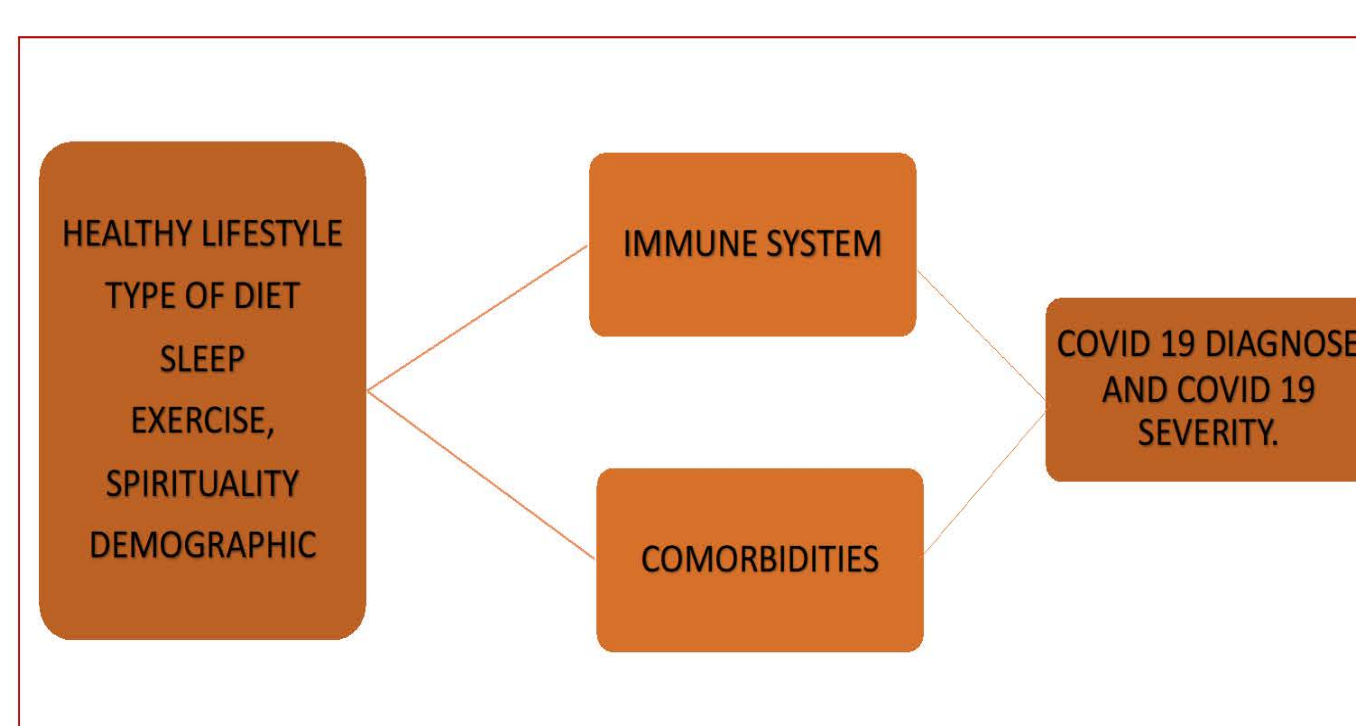 HEALTHY LIFESTYLE
TYPE OF DIET
SLEEP
EXERCISE,
SPIRITUALITY
DEMOGRAPHIC
IMMUNE SYSTEM
COMORBIDITIES
COVID 19 DIAGNOSE
AND COVID 19
SEVERITY.